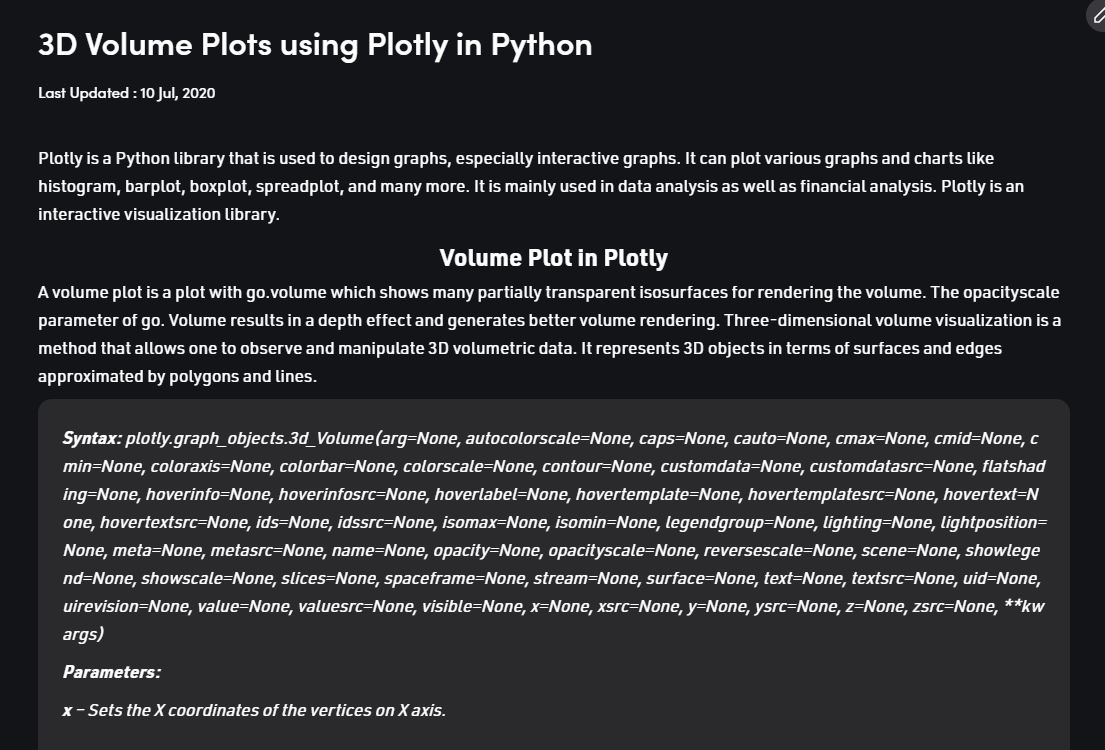 3D Volume Plots using Plotly in Python
Last Updated : 10 Jul, 2020
Plotly is a Python library that is used to design graphs, especially interactive graphs. It can plot various graphs and charts like
histogram, barplot, boxplot, spreadplot, and many more. It is mainly used in data analysis as well as financial analysis. Plotly is an
interactive visualization library.
Volume Plot in Plotly
A volume plot is a plot with go.volume which shows many partially transparent isosurfaces for rendering the volume. The opacityscale
parameter of go. Volume results in a depth effect and generates better volume rendering. Three-dimensional volume visualization is a
method that allows one to observe and manipulate 3D volumetric data. It represents 3D objects in terms of surfaces and edges
approximated by polygons and lines.
Syntax: plotly.graph_objects.3d_Volume(arg=None, autocolorscale=None, caps=None, cauto=None, cmax=None, cmid=None, c
min=None, coloraxis=None, colorbar=None, colorscale=None, contour=None, customdata=None, customdatasrc=None, flatshad
ing=None, hoverinfo=None, hoverinfosrc=None, hoverlabel=None, hovertemplate=None, hovertemplatesrc=None, hovertext=N
one, hovertextsrc=None, ids=None, idssrc=None, isomax=None, isomin=None, legendgroup=None, lighting=None, lightposition=
None, meta=None, metasrc=None, name=None, opacity=None, opacityscale=None, reversescale=None, scene=None, showlege
nd=None, showscale=None, slices=None, spaceframe=None, stream=None, surface=None, text=None, textsrc=None, uid=None,
uirevision=None, value=None, valuesrc=None, visible=None, x=None, xsrc=None, y=None, ysrc=None, z=None, zsrc=None, **kw
args)
Parameters:
x – Sets the X coordinates of the vertices on X axis.